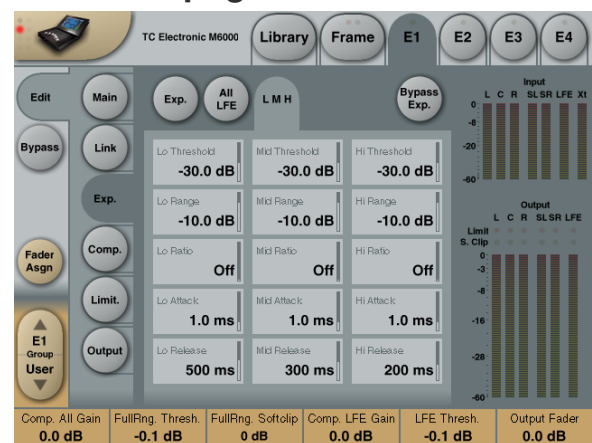 TC Electronic M6000
Library
Frame
E1
E2
E3
E4
Edit
Main
Exp.
All LFE
L M H
Bypass Exp.
Bypass
Link
Exp.
Comp.
Limit.
Output
Fader Asgn
E1
Group
User
Lo Threshold
-30.0 dB
Mid Threshold
-30.0 dB
Hi Threshold
-30.0 dB
Lo Range
-10.0 dB
Mid Range
-10.0 dB
Hi Range
-10.0 dB
Lo Ratio
Off
Mid Ratio
Off
Hi Ratio
Off
Lo Attack
1.0 ms
Mid Attack
1.0 ms
Hi Attack
1.0 ms
Lo Release
500 ms
Mid Release
300 ms
Hi Release
200 ms
Input
L C R SL SR LFE Xt
0
-8
-20
-60
Output
L C R SL SR LFE
Limit
S. Clip
0
-3
-8
-16
-28
-60
Comp. All Gain
0.0 dB
FullRng. Thresh.
-0.1 dB
FullRng. Softclip
0 dB
Comp. LFE Gain
0.0 dB
LFE Thresh.
-0.1 dB
Output Fader
0.0 dB